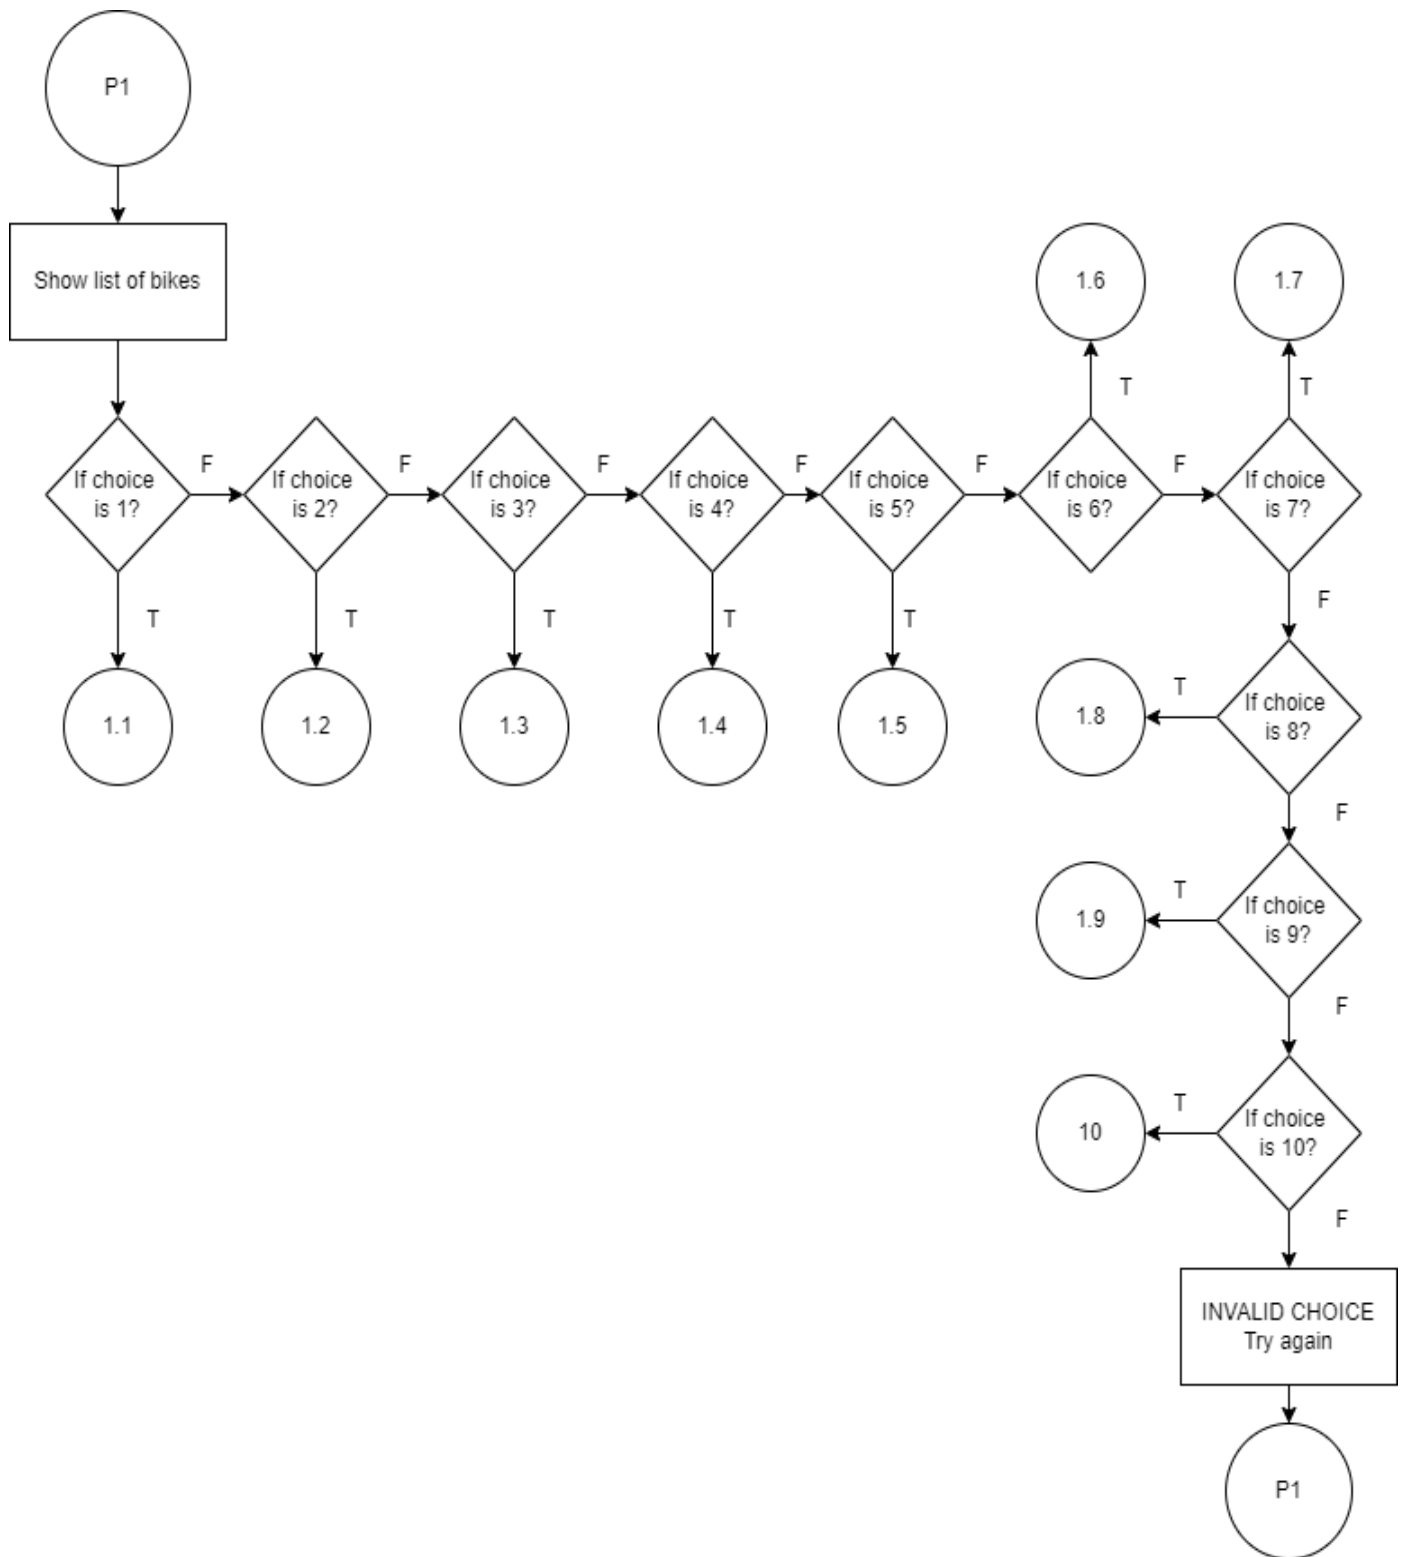 P1
Show list of bikes
1.6
1.7
T
T
If choice
is 1?
F
If choice
is 2?
F
If choice
is 3?
F
If choice
is 4?
F
If choice
is 5?
F
If choice
is 6?
F
If choice
is 7?
T
T
T
T
T
F
1.1
1.2
1.3
1.4
1.5
1.8
T
If choice
is 8?
F
1.9
T
If choice
is 9?
F
10
T
If choice
is 10?
F
INVALID CHOICE
Try again
P1